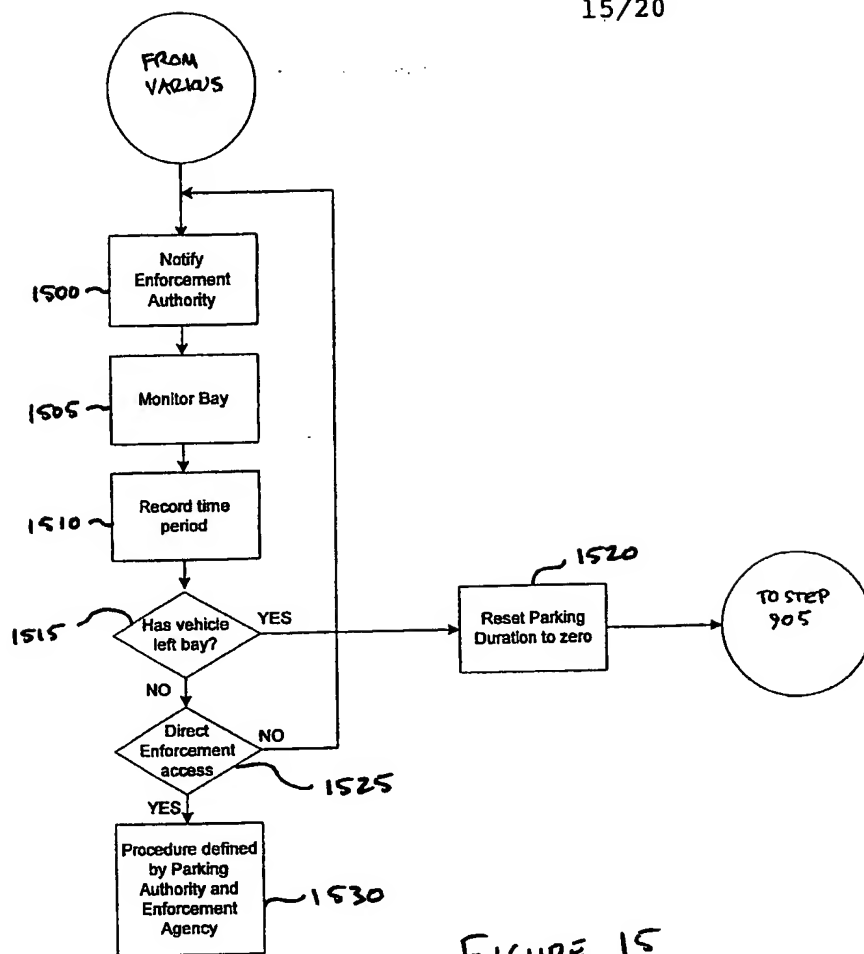 15/20
FROM
VARIOUS
Notify
Enforcement
Authority
1500
Monitor Bay
1505
Record time
period
1510
Has vehicle
left bay?
1515
YES
NO
1520
Reset Parking
Duration to zero
TO STEP
905
Direct
Enforcement
access
NO
1525
YES
Procedure defined
by Parking
Authority and
Enforcement
Agency
1530
FIGURE 15